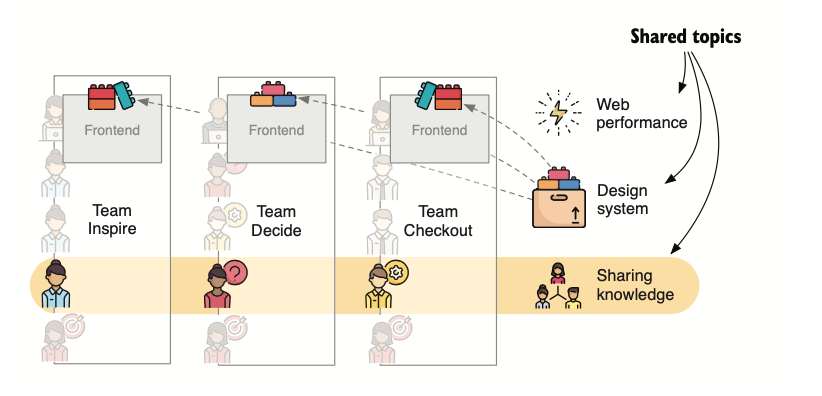 Shared topics
Web
performance
Frontend
Frontend
Frontend
Design
system
Team
Inspire
Team
Decide
Team
Checkout
Sharing
knowledge
?
?